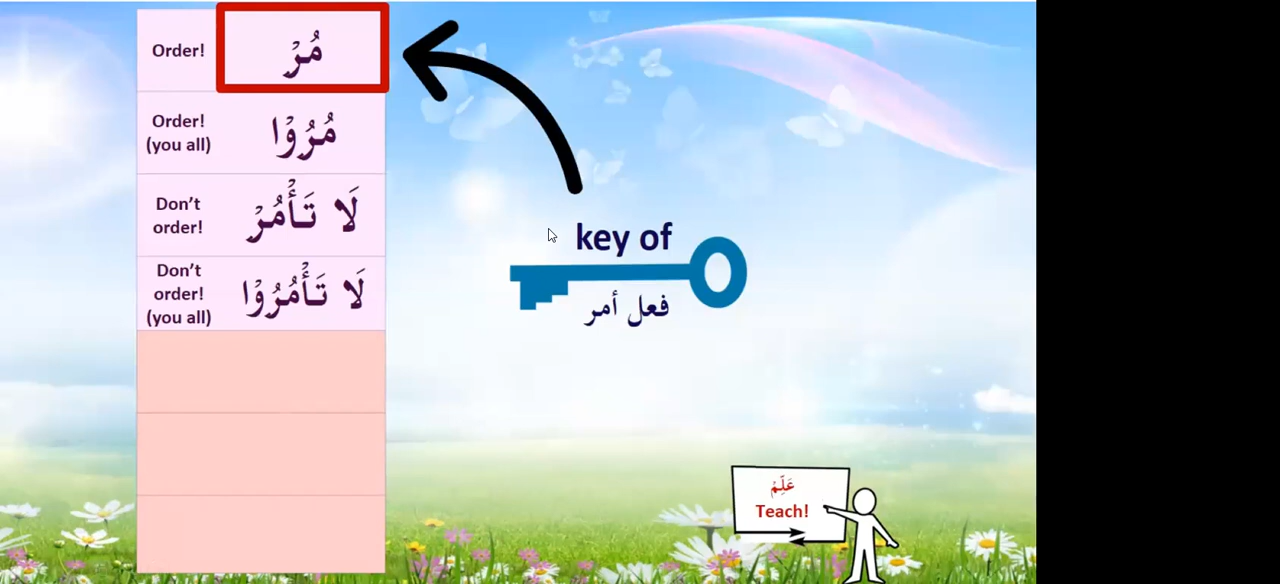 Order! مُرْ
Order!
(you all) مُرُوْا
Don't
order! لَا تَأْمُرْ
Don't
order!
(you all) لَا تَأْمُرُوْا
key of
فعل أمر
عَلِّمْ
Teach!